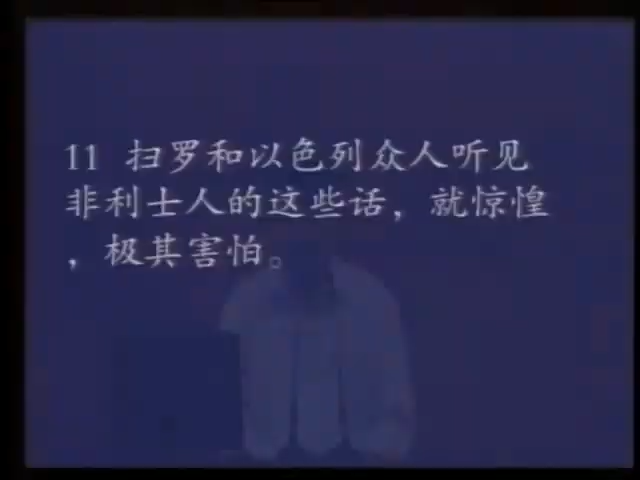 11 扫罗和以色列众人听见
非利士人的这些话，就惊惶
，极其害怕。